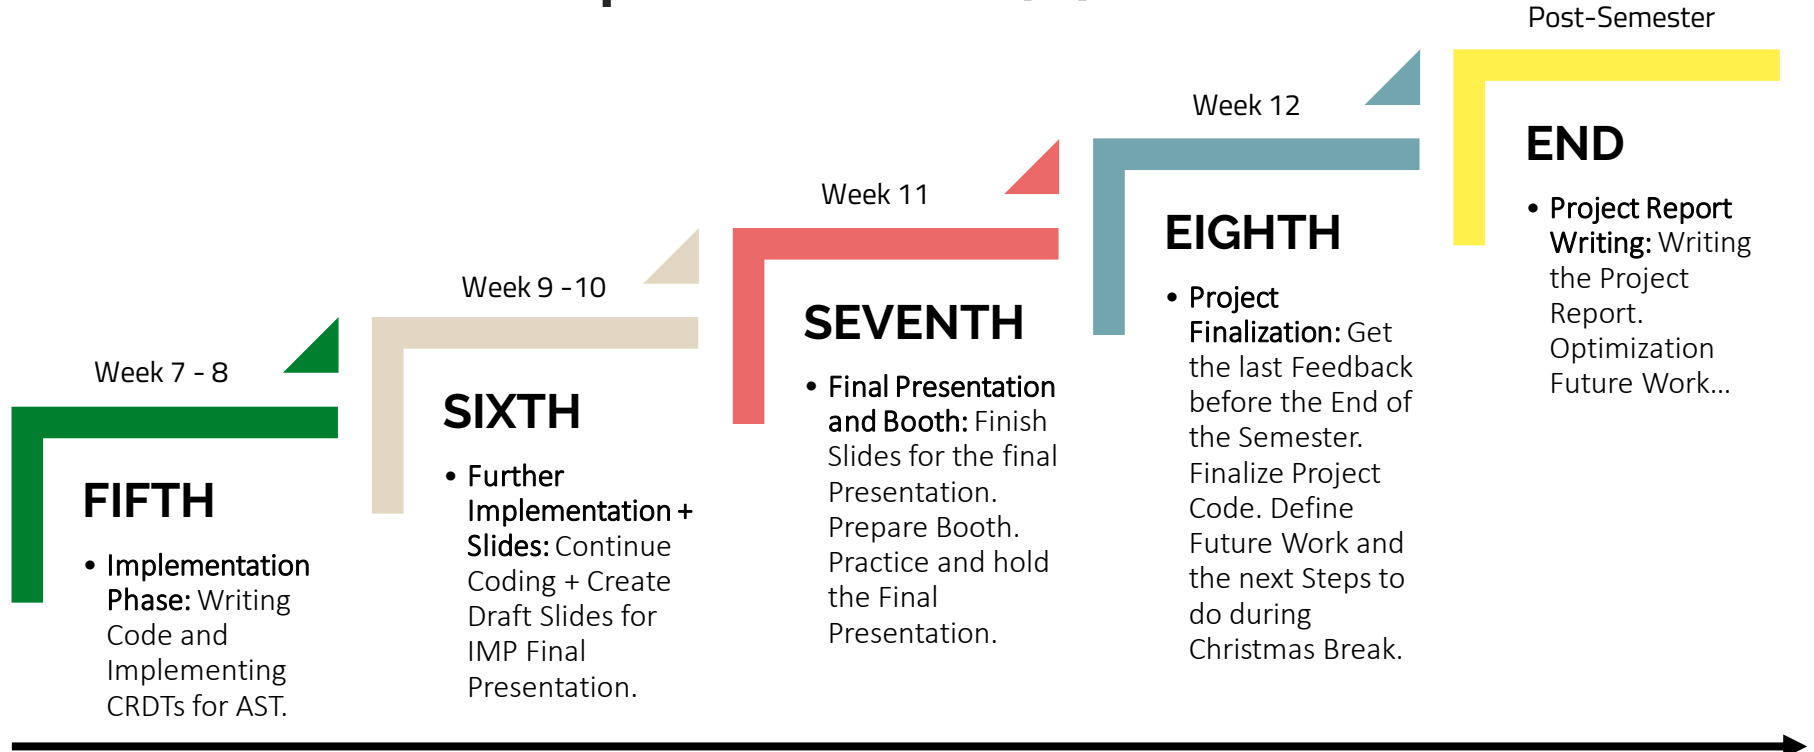 Week 7 - 8
FIFTH
• Implementation
Phase: Writing
Code and
Implementing
CRDTs for AST.
Week 9 -10
SIXTH
• Further
Implementation +
Slides: Continue
Coding + Create
Draft Slides for
IMP Final
Presentation.
Week 11
SEVENTH
• Final Presentation
and Booth: Finish
Slides for the final
Presentation.
Prepare Booth.
Practice and hold
the Final
Presentation.
Week 12
EIGHTH
• Project
Finalization: Get
the last Feedback
before the End of
the Semester.
Finalize Project
Code. Define
Future Work and
the next Steps to
do during
Christmas Break.
Post-Semester
END
• Project Report
Writing: Writing
the Project
Report.
Optimization
Future Work...